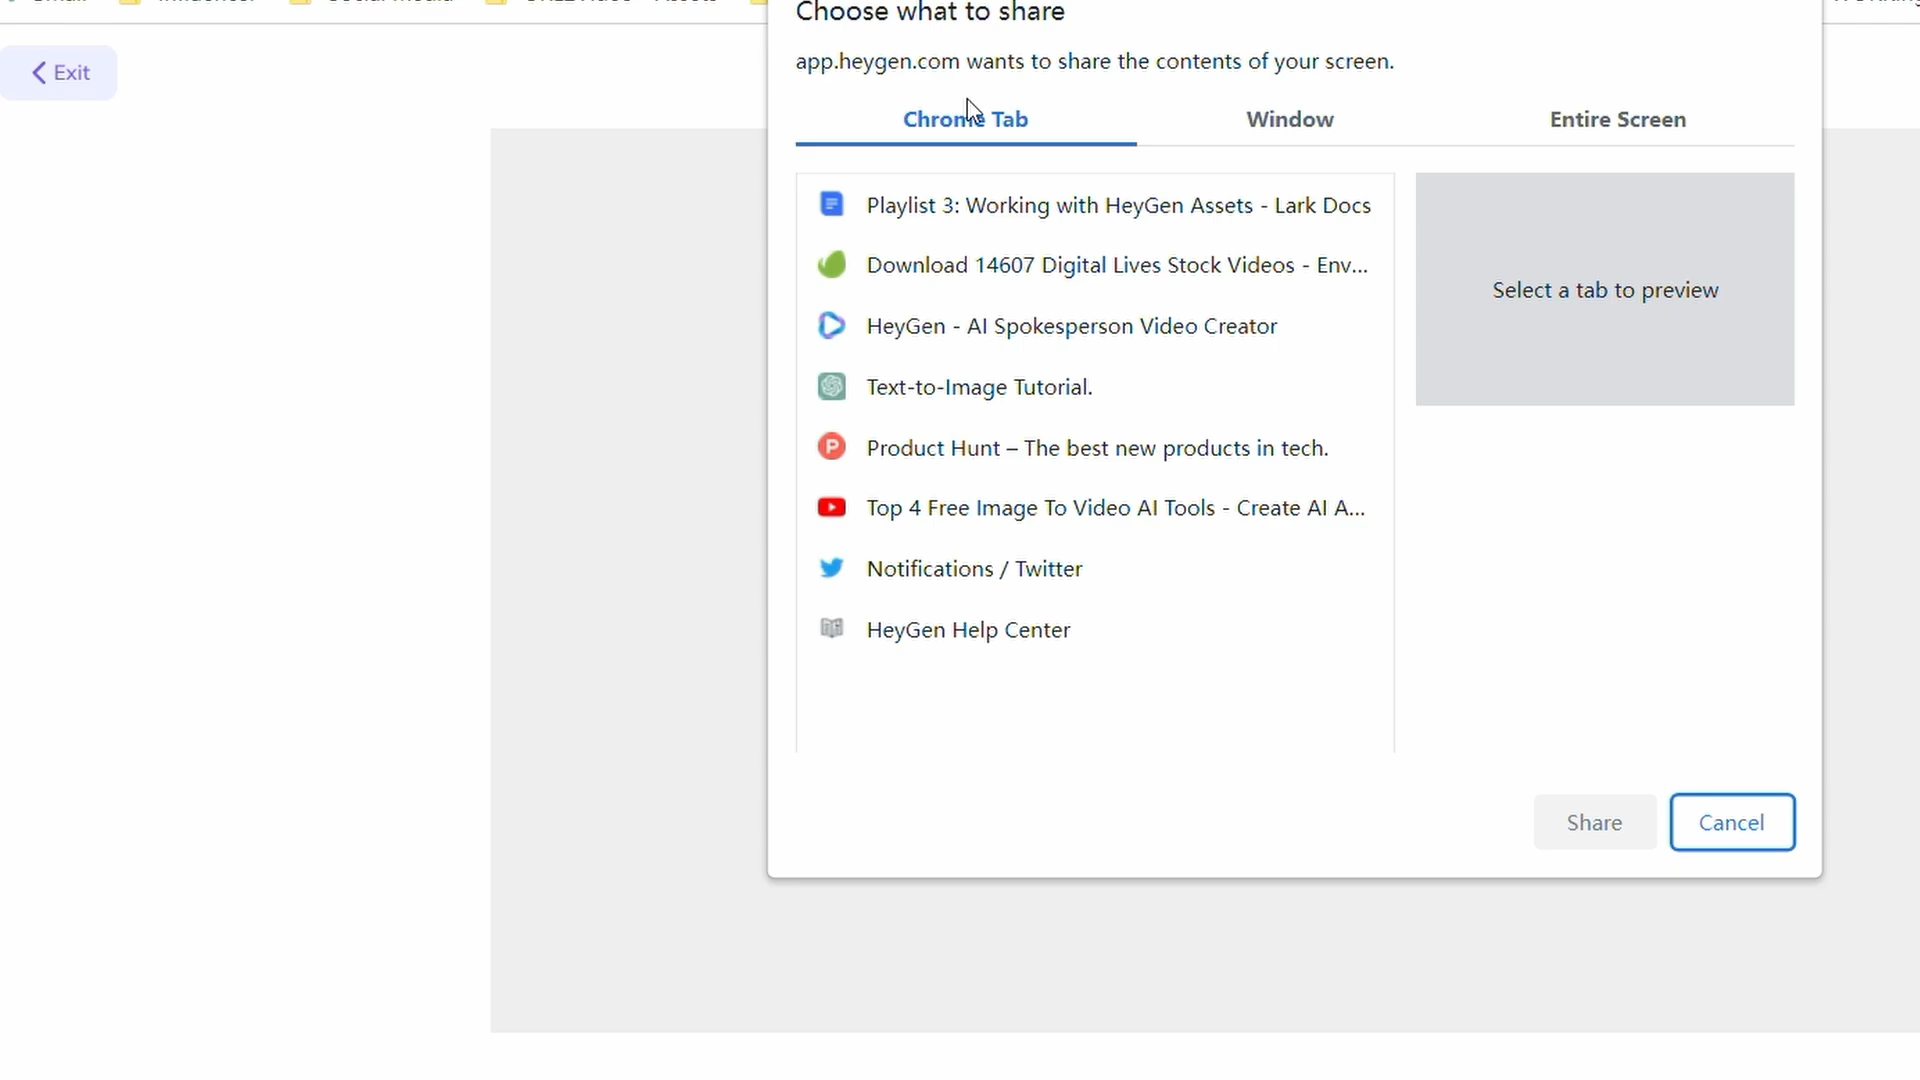 Choose what to share
Exit
app.heygen.com wants to share the contents of your screen.
Chrome Tab
Window
Entire Screen
Playlist 3: Working with HeyGen Assets - Lark Docs
Download 14607 Digital Lives Stock Videos - Env...
HeyGen - AI Spokesperson Video Creator
Text-to-Image Tutorial.
Product Hunt – The best new products in tech.
Top 4 Free Image To Video AI Tools - Create AI A...
Notifications / Twitter
HeyGen Help Center
Select a tab to preview
Share
Cancel